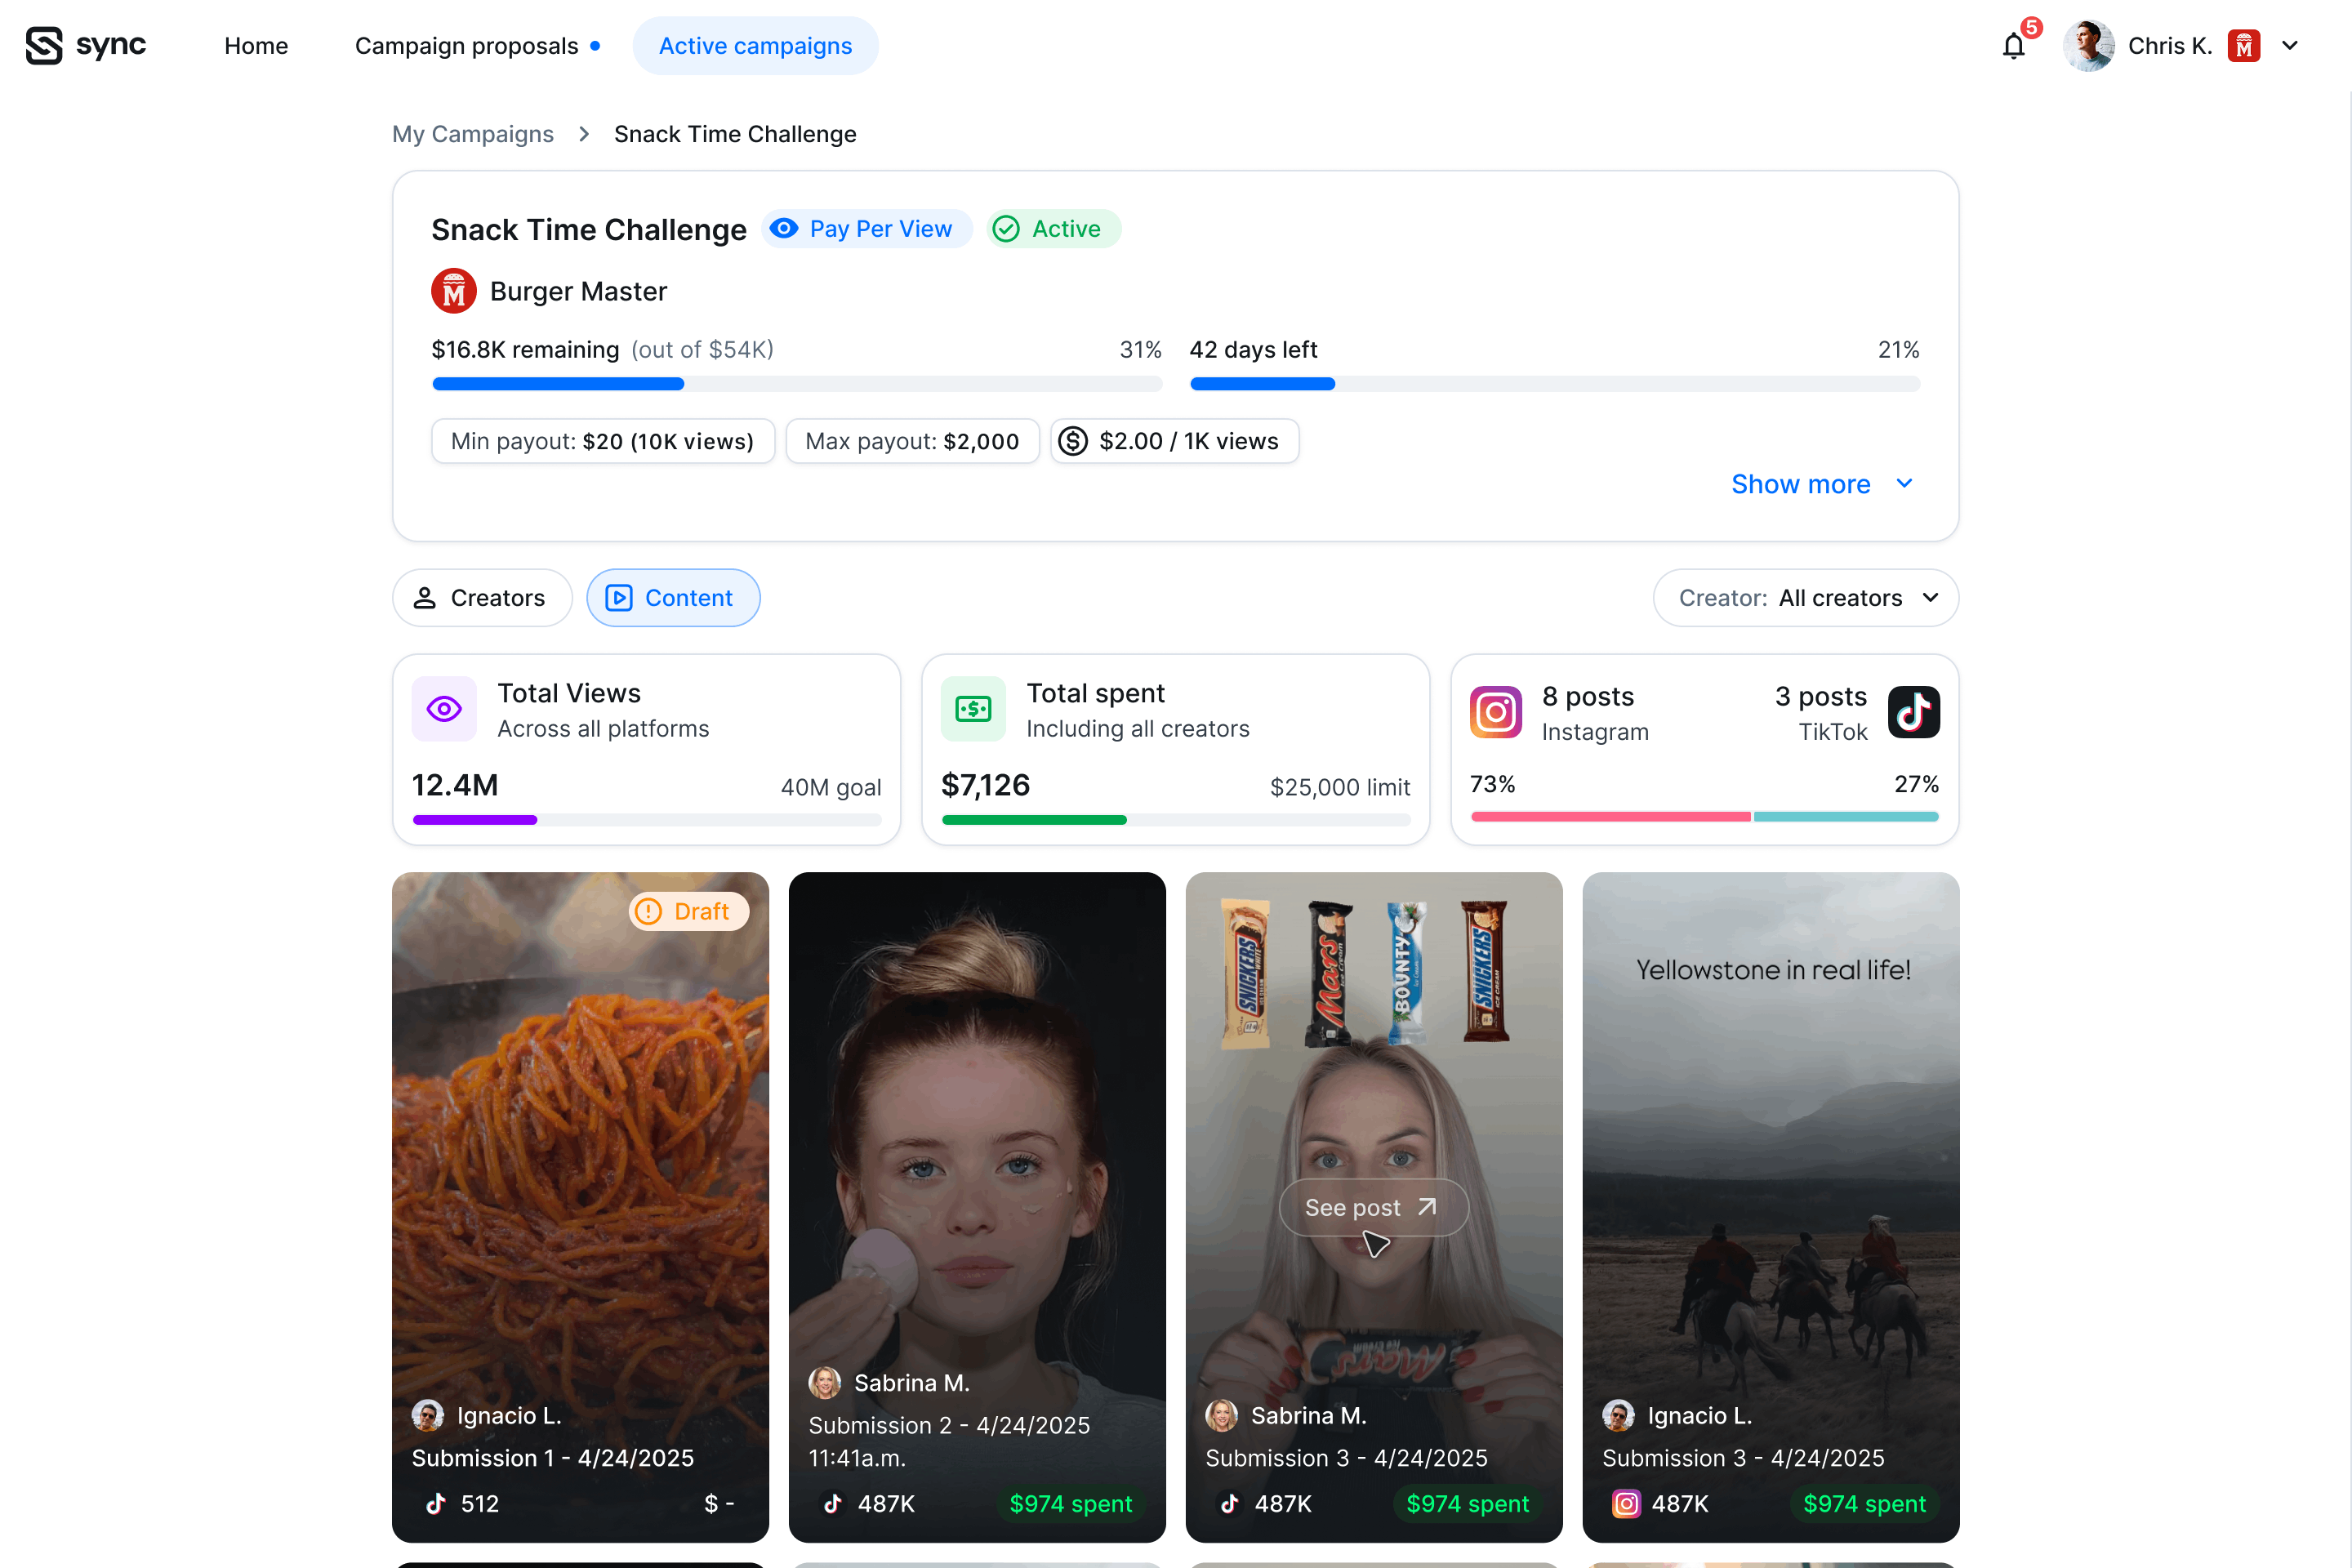 sync
Home
Campaign proposals
Active campaigns
5
Chris K.
M
My Campaigns > Snack Time Challenge
Snack Time Challenge
Pay Per View
Active
M
Burger Master
$16.8K remaining (out of $54K)
31%
42 days left
21%
Min payout: $20 (10K views)
Max payout: $2,000
$2.00 / 1K views
Show more
Creators
Content
Creator: All creators
Total Views
Across all platforms
12.4M
40M goal
Total spent
Including all creators
$7,126
$25,000 limit
8 posts
Instagram
3 posts
TikTok
73%
27%
Draft
Ignacio L.
Submission 1 - 4/24/2025
512
$ -
Sabrina M.
Submission 2 - 4/24/2025
11:41a.m.
487K
$974 spent
SNICKERS
WHITE
Mars
BOUNTY
SNICKERS
ICE CREAM
See post
Mars
Sabrina M.
Submission 3 - 4/24/2025
487K
$974 spent
Yellowstone in real life!
Ignacio L.
Submission 3 - 4/24/2025
487K
$974 spent